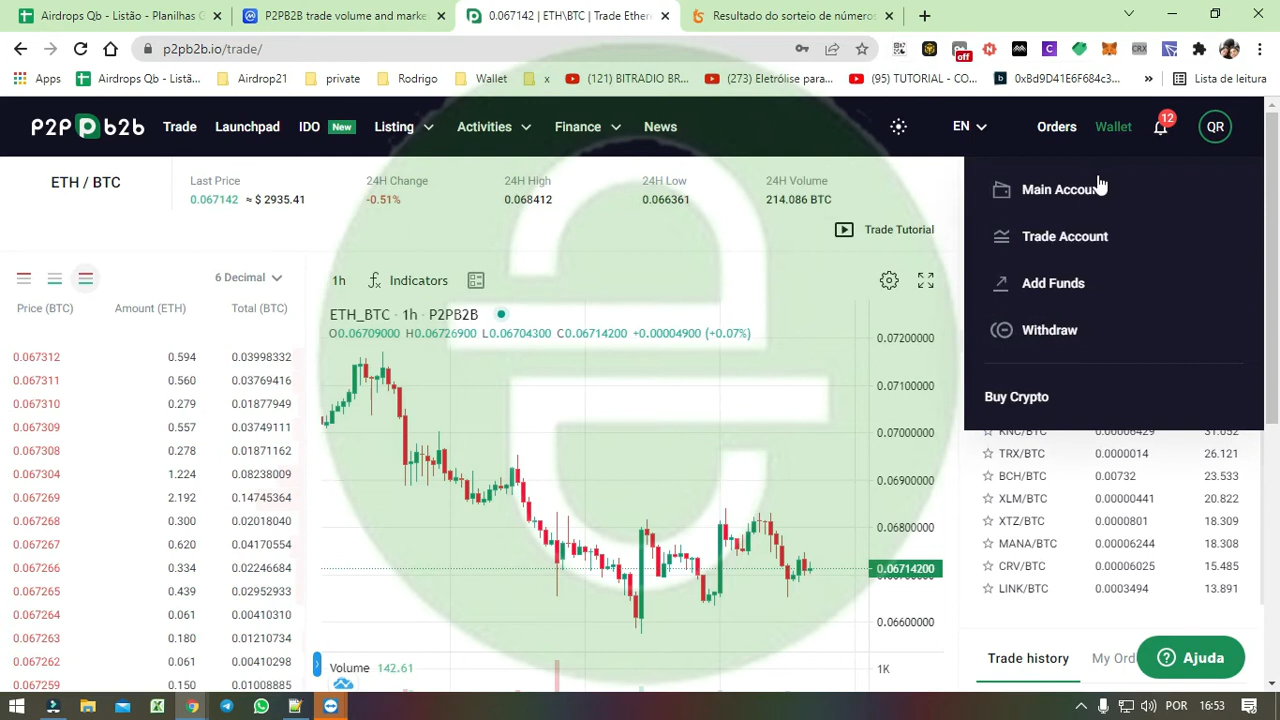 Airdrops Qb - Listão - Planilhas G
P2PB2B trade volume and marke
0.067142 | ETH\BTC | Trade Ethere
Resultado do sorteio de números
p2pb2b.io/trade/
off
Apps
Airdrops Qb - Listã...
Airdrop21
private
Rodrigo
Wallet
x
(121) BITRADIO BR...
(273) Eletrólise para...
(95) TUTORIAL - CO...
0xBd9D41E6F684c3...
»
Lista de leitura
P2PB2B
Trade
Launchpad
IDO New
Listing
Activities
Finance
News
EN
Orders
Wallet
12
QR
ETH / BTC
Last Price
24H Change
24H High
24H Low
24H Volume
0.067142 ≈ $ 2935.41
-0.51%
0.068412
0.066361
214.086 BTC
Trade Tutorial
Main Accoun
Trade Account
Add Funds
Withdraw
Buy Crypto
6 Decimal
1h
Indicators
Price (BTC) Amount (ETH) Total (BTC)
ETH_BTC · 1h · P2PB2B
O0.06709000 H0.06726900 L0.06704300 C0.06714200 +0.00004900 (+0.07%)
0.067312 0.594 0.03998332
0.067311 0.560 0.03769416
0.067310 0.279 0.01877949
0.067309 0.557 0.03749111
0.067308 0.278 0.01871162
0.067304 1.224 0.08238009
0.067269 2.192 0.14745364
0.067268 0.300 0.02018040
0.067267 0.620 0.04170554
0.067266 0.334 0.02246684
0.067265 0.439 0.02952933
0.067264 0.061 0.00410310
0.067263 0.180 0.01210734
0.067262 0.061 0.00410298
0.067259 0.150 0.01008885
0.07200000
0.07100000
0.07000000
0.06900000
0.06800000
0.06714200
0.06600000
Volume 142.61
1K
KNC/BTC 0.00006429 31.052
TRX/BTC 0.0000014 26.121
BCH/BTC 0.00732 23.533
XLM/BTC 0.00000441 20.822
XTZ/BTC 0.0000801 18.309
MANA/BTC 0.00006244 18.308
CRV/BTC 0.00006025 15.485
LINK/BTC 0.0003494 13.891
Trade history
My Ord
Ajuda
POR
16:53